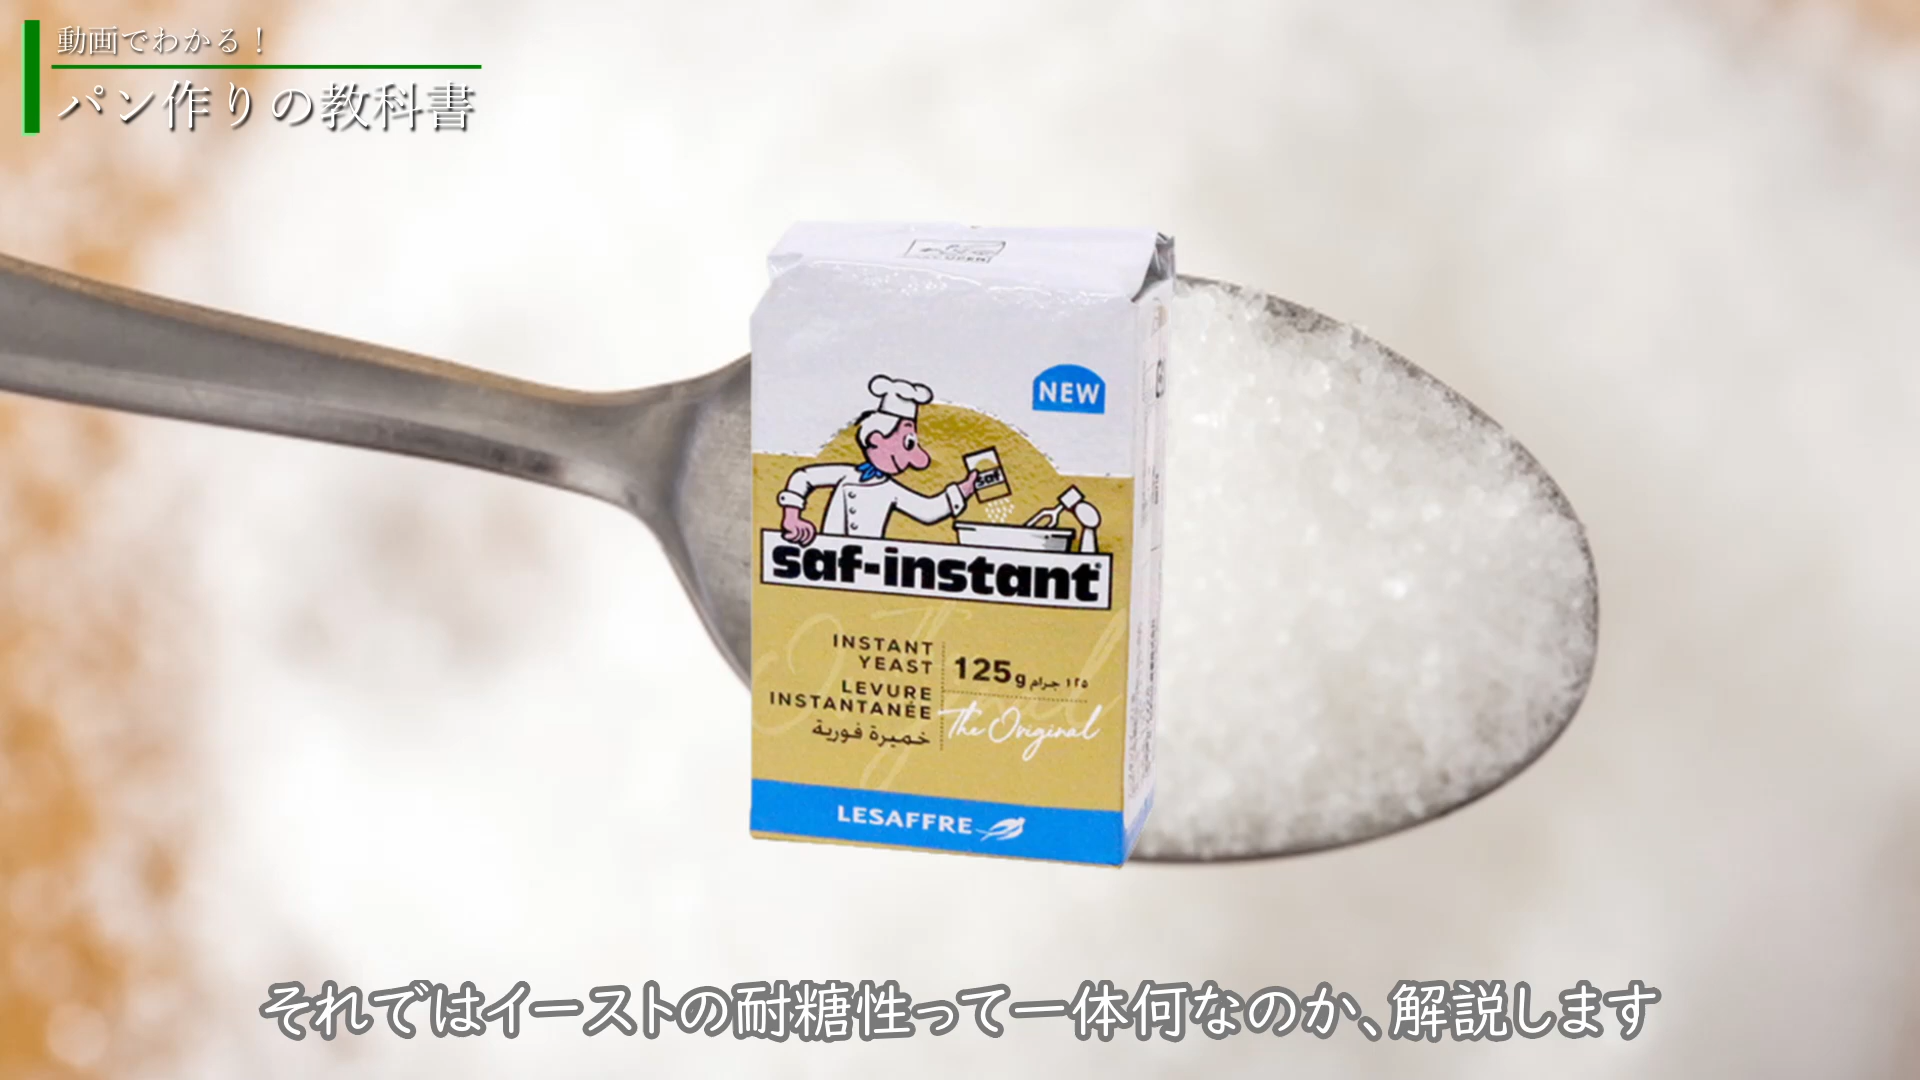 動画でわかる!
パン作りの教科書
NEW
saf
saf-instant
INSTANT
YEAST
LEVURE
INSTANTANÉE
خميرة فورية
125g ١٢٥ جرام
The Original
LESAFFRE
それではイーストの耐糖性って一体何なのか、解説します